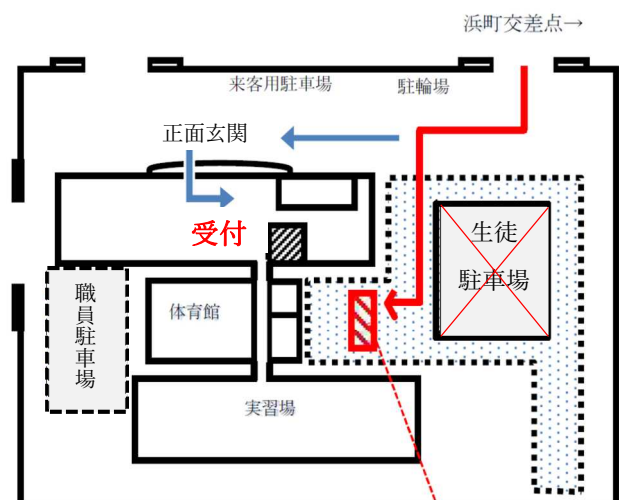 浜町交差点→
来客用駐車場
駐輪場
正面玄関
受付
生徒
駐車場
職員駐車場
体育館
実習場